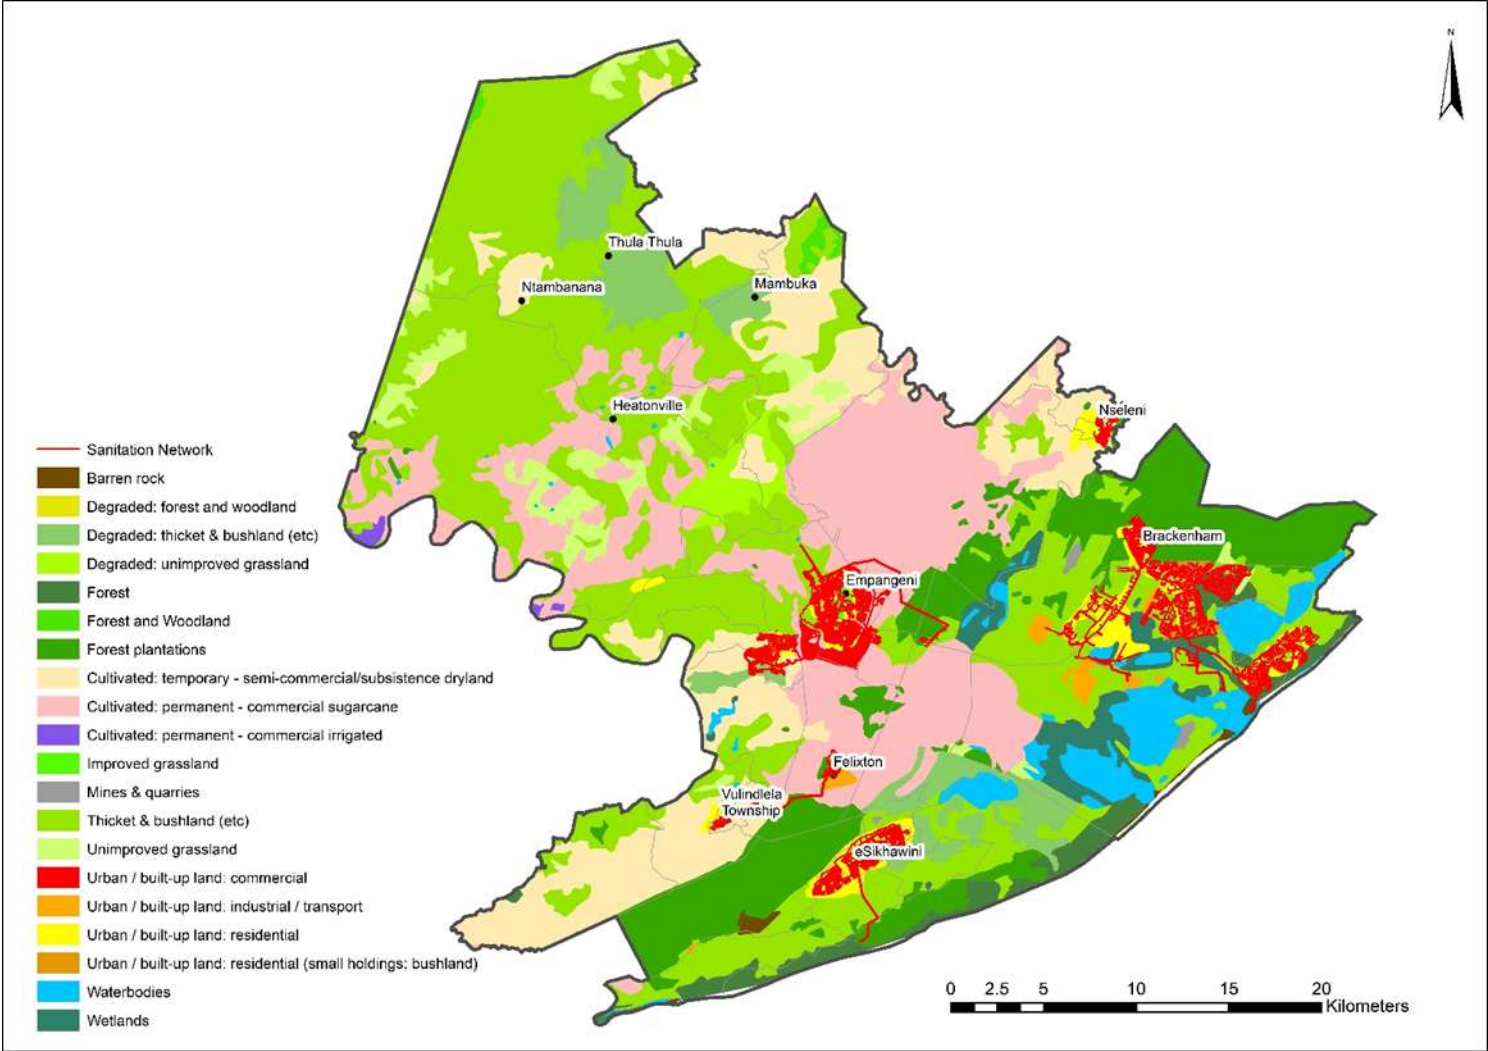 N
Thula Thula
Ntambanana
Mambuka
Heatonville
Nseleni
Brackenham
Empangeni
Felixton
Vulindlela
Township
eSikhawini
Sanitation Network
Barren rock
Degraded: forest and woodland
Degraded: thicket & bushland (etc)
Degraded: unimproved grassland
Forest
Forest and Woodland
Forest plantations
Cultivated: temporary - semi-commercial/subsistence dryland
Cultivated: permanent - commercial sugarcane
Cultivated: permanent - commercial irrigated
Improved grassland
Mines & quarries
Thicket & bushland (etc)
Unimproved grassland
Urban / built-up land: commercial
Urban / built-up land: industrial / transport
Urban / built-up land: residential
Urban / built-up land: residential (small holdings: bushland)
Waterbodies
Wetlands
0 2.5 5 10 15 20
Kilometers